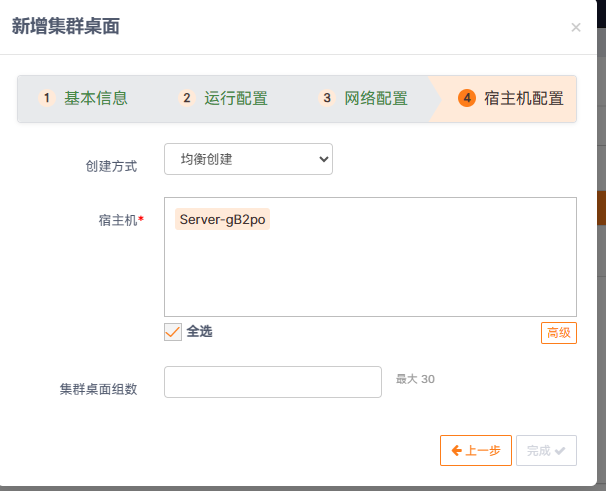 新增集群桌面
×
1 基本信息 2 运行配置 3 网络配置 4 宿主机配置
创建方式 均衡创建
宿主机* Server-gB2po
全选 高级
集群桌面组数 最大 30
上一步 完成